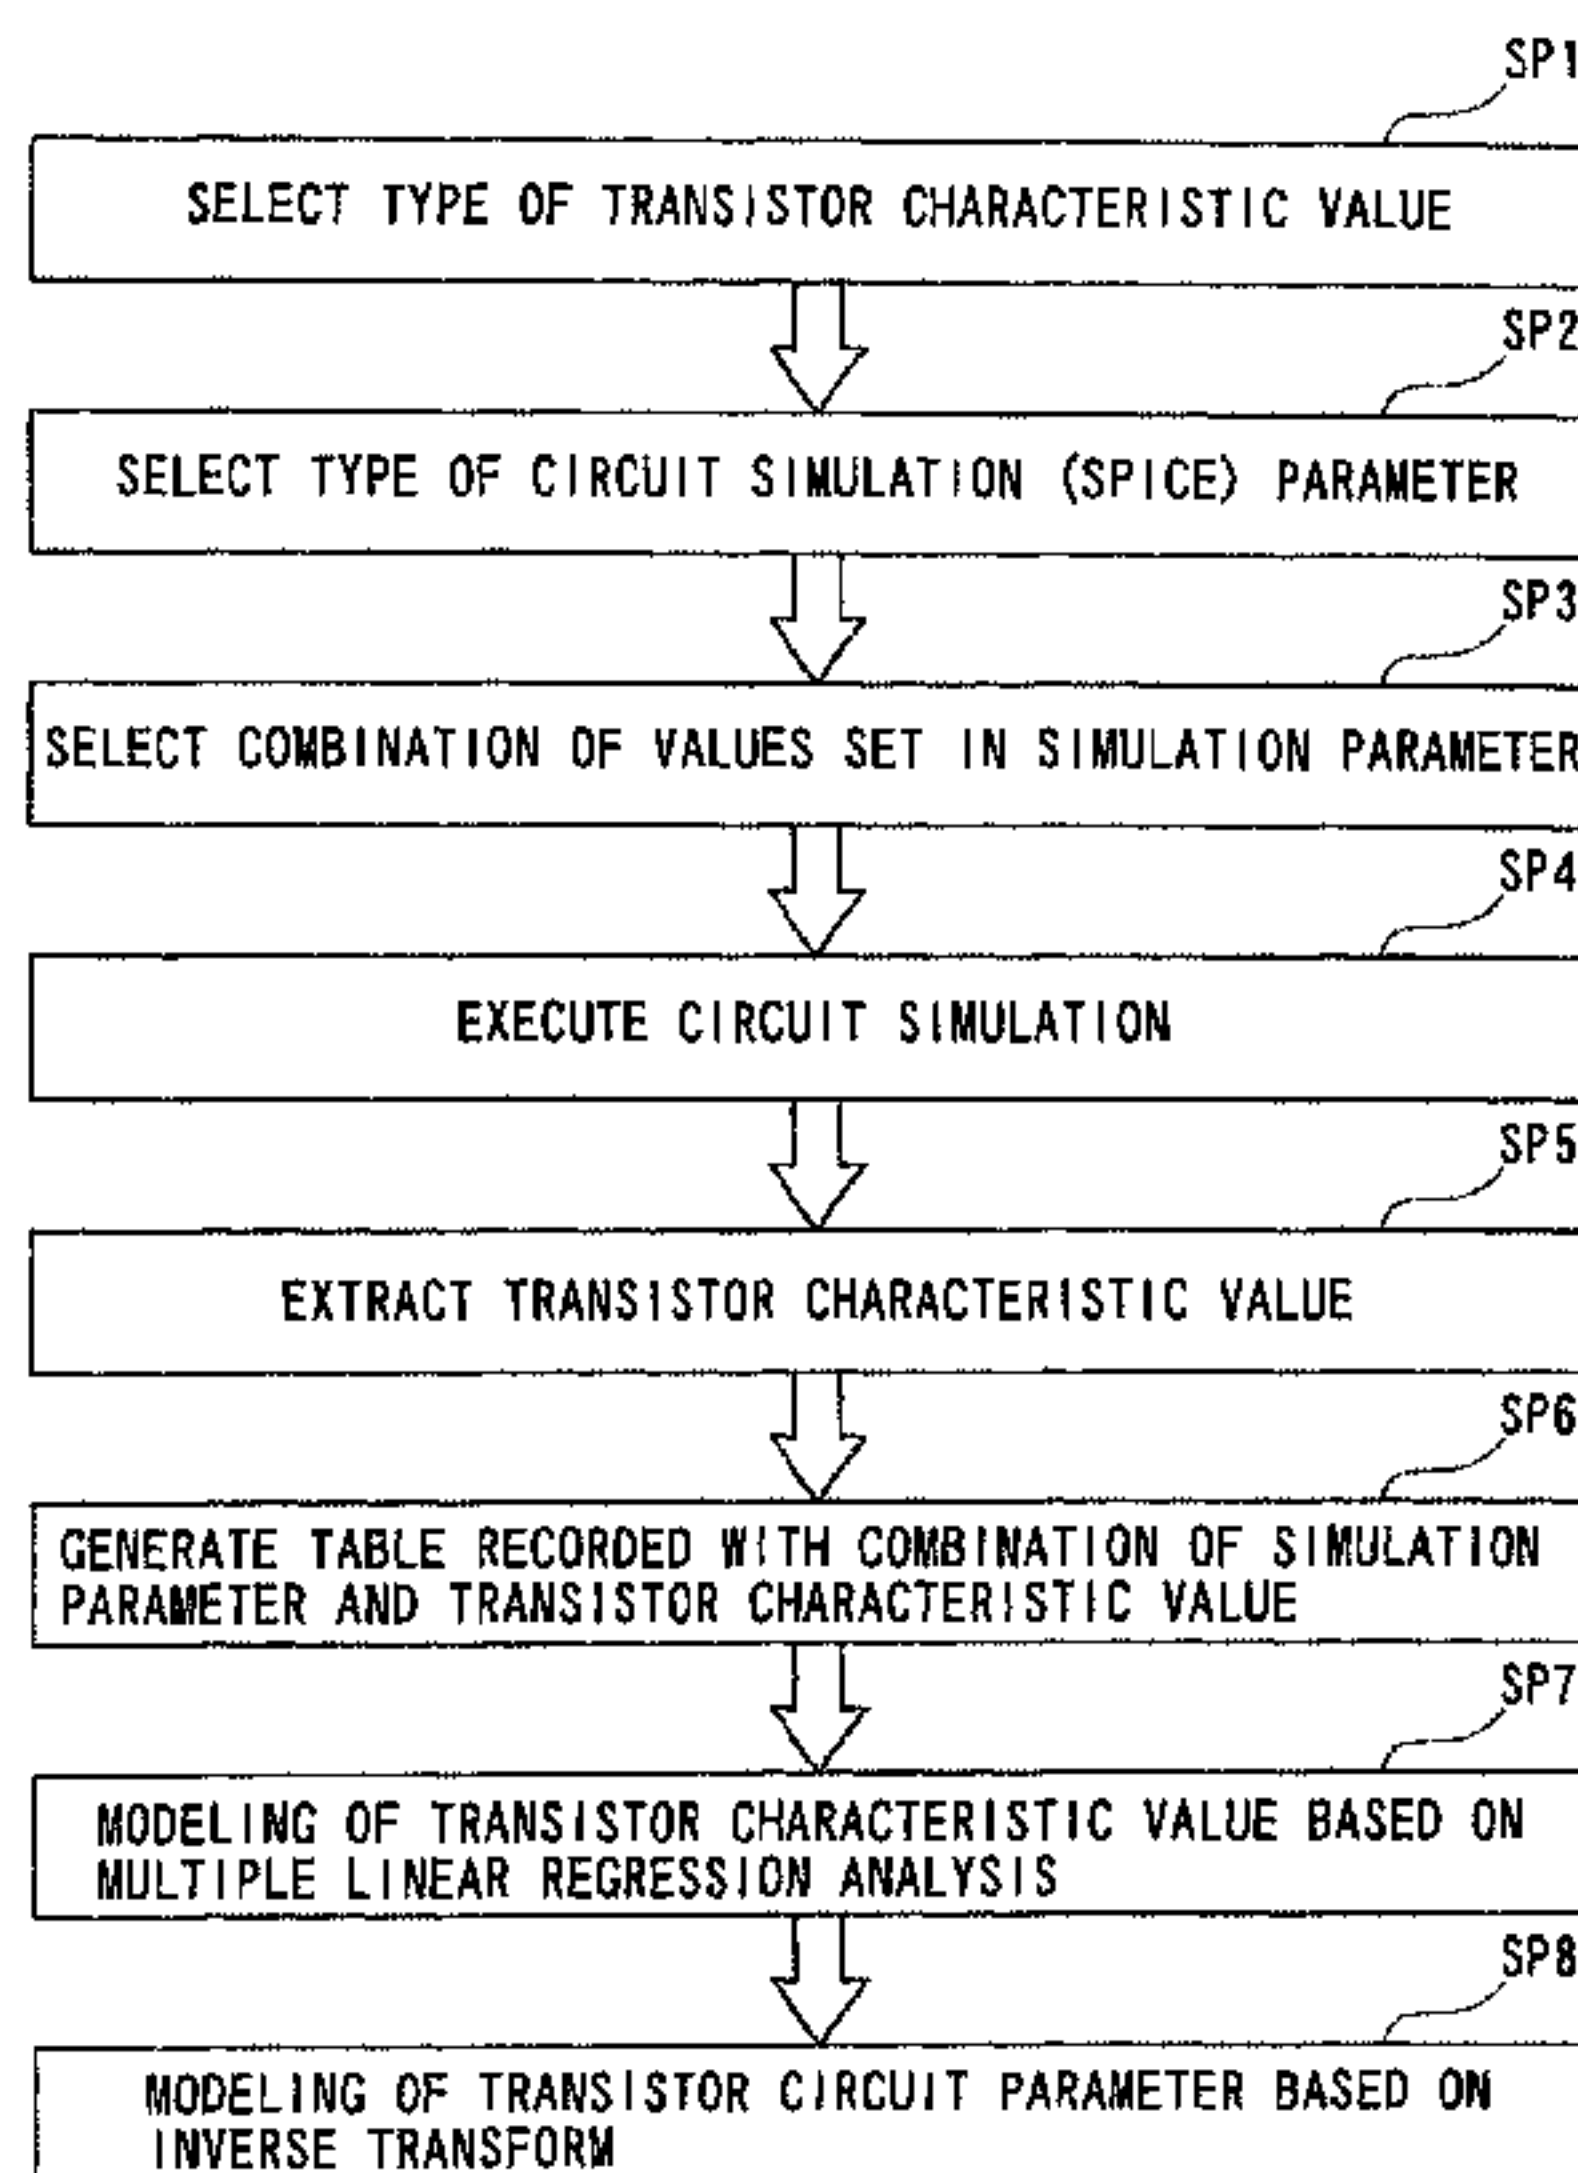 SP1
SELECT TYPE OF TRANSISTOR CHARACTERISTIC VALUE
SP2
SELECT TYPE OF CIRCUIT SIMULATION (SPICE) PARAMETER
SP3
SELECT COMBINATION OF VALUES SET IN SIMULATION PARAMETER
SP4
EXECUTE CIRCUIT SIMULATION
SP5
EXTRACT TRANSISTOR CHARACTERISTIC VALUE
SP6
GENERATE TABLE RECORDED WITH COMBINATION OF SIMULATION
PARAMETER AND TRANSISTOR CHARACTERISTIC VALUE
SP7
MODELING OF TRANSISTOR CHARACTERISTIC VALUE BASED ON
MULTIPLE LINEAR REGRESSION ANALYSIS
SP8
MODELING OF TRANSISTOR CIRCUIT PARAMETER BASED ON
INVERSE TRANSFORM